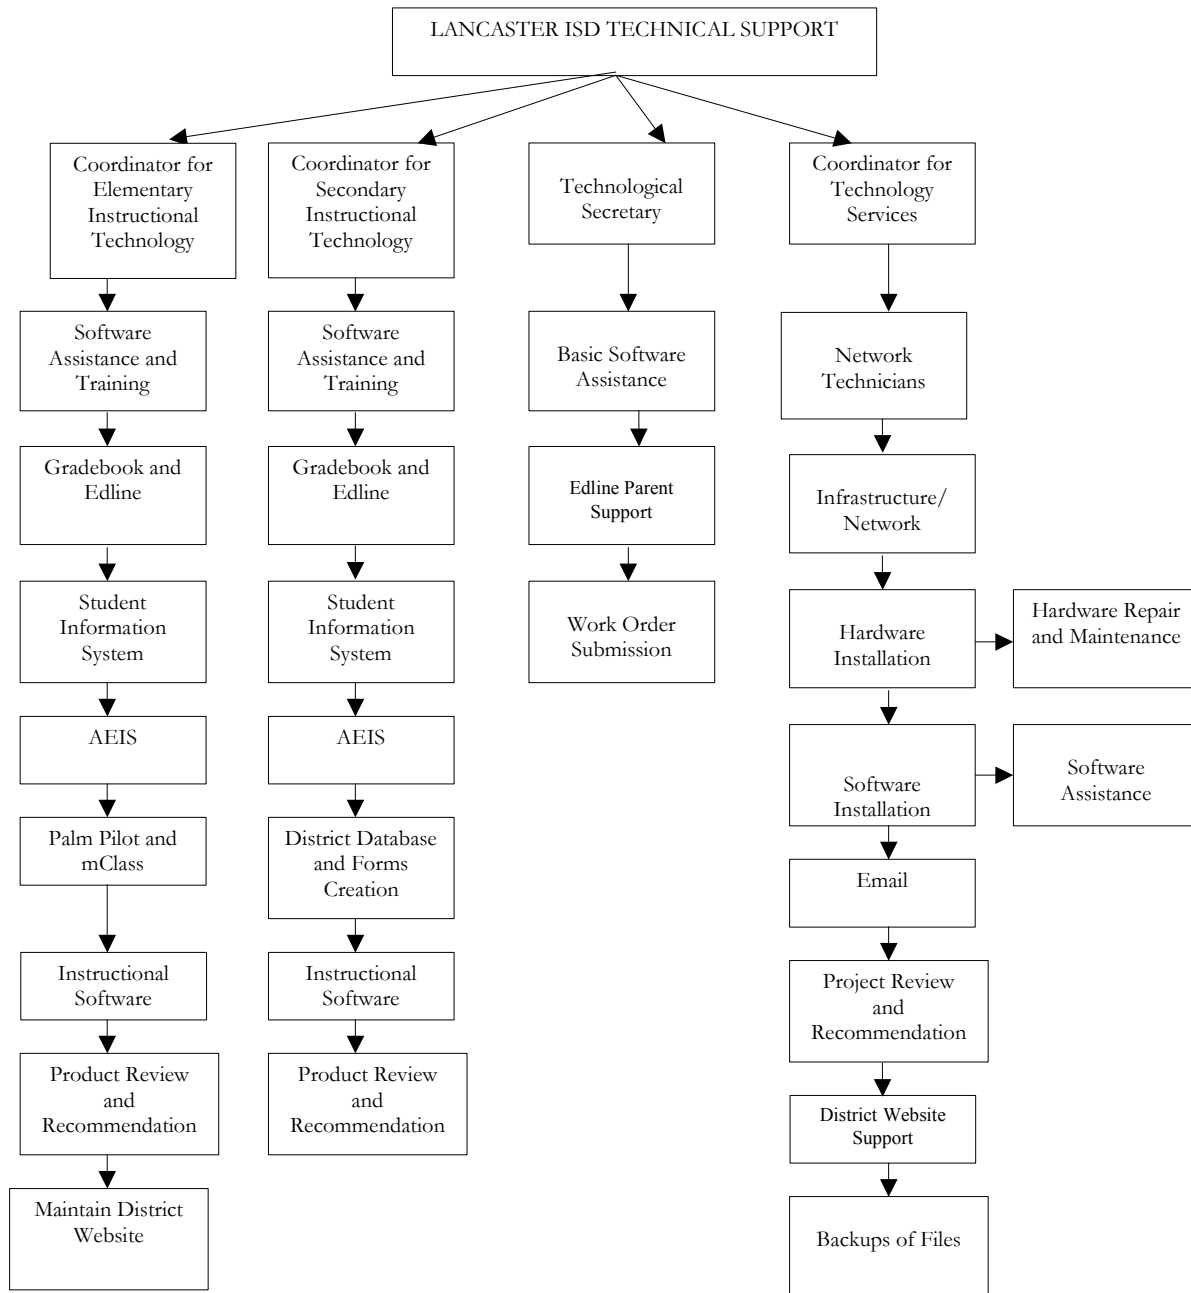 LANCASTER ISD TECHNICAL SUPPORT
Coordinator for
Elementary
Instructional
Technology
Software
Assistance and
Training
Gradebook and
Edline
Student
Information
System
AEIS
Palm Pilot and
mClass
Instructional
Software
Product Review
and
Recommendation
Maintain District
Website
Coordinator for
Secondary
Instructional
Technology
Software
Assistance and
Training
Gradebook and
Edline
Student
Information
System
AEIS
District Database
and Forms
Creation
Instructional
Software
Product Review
and
Recommendation
Technological
Secretary
Basic Software
Assistance
Edline Parent
Support
Work Order
Submission
Coordinator for
Technology
Services
Network
Technicians
Infrastructure/
Network
Hardware
Installation
Hardware Repair
and Maintenance
Software
Installation
Software
Assistance
Email
Project Review
and
Recommendation
District Website
Support
Backups of Files